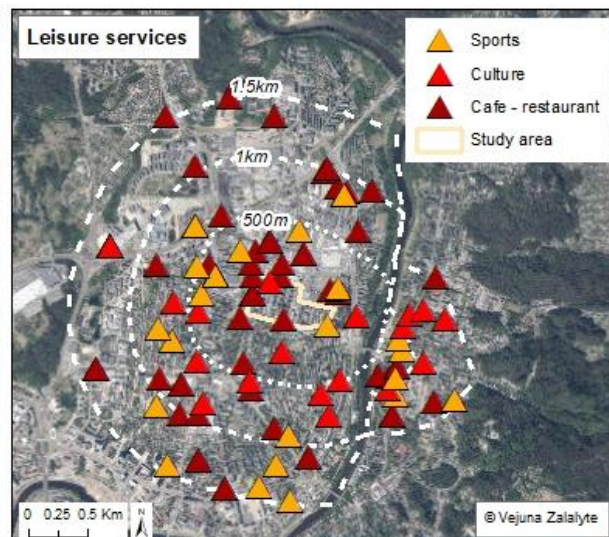 Leisure services
Sports
Culture
Cafe - restaurant
Study area
1.5km
1km
500m
0 0.25 0.5 Km
N
© Vejuna Zalalyte